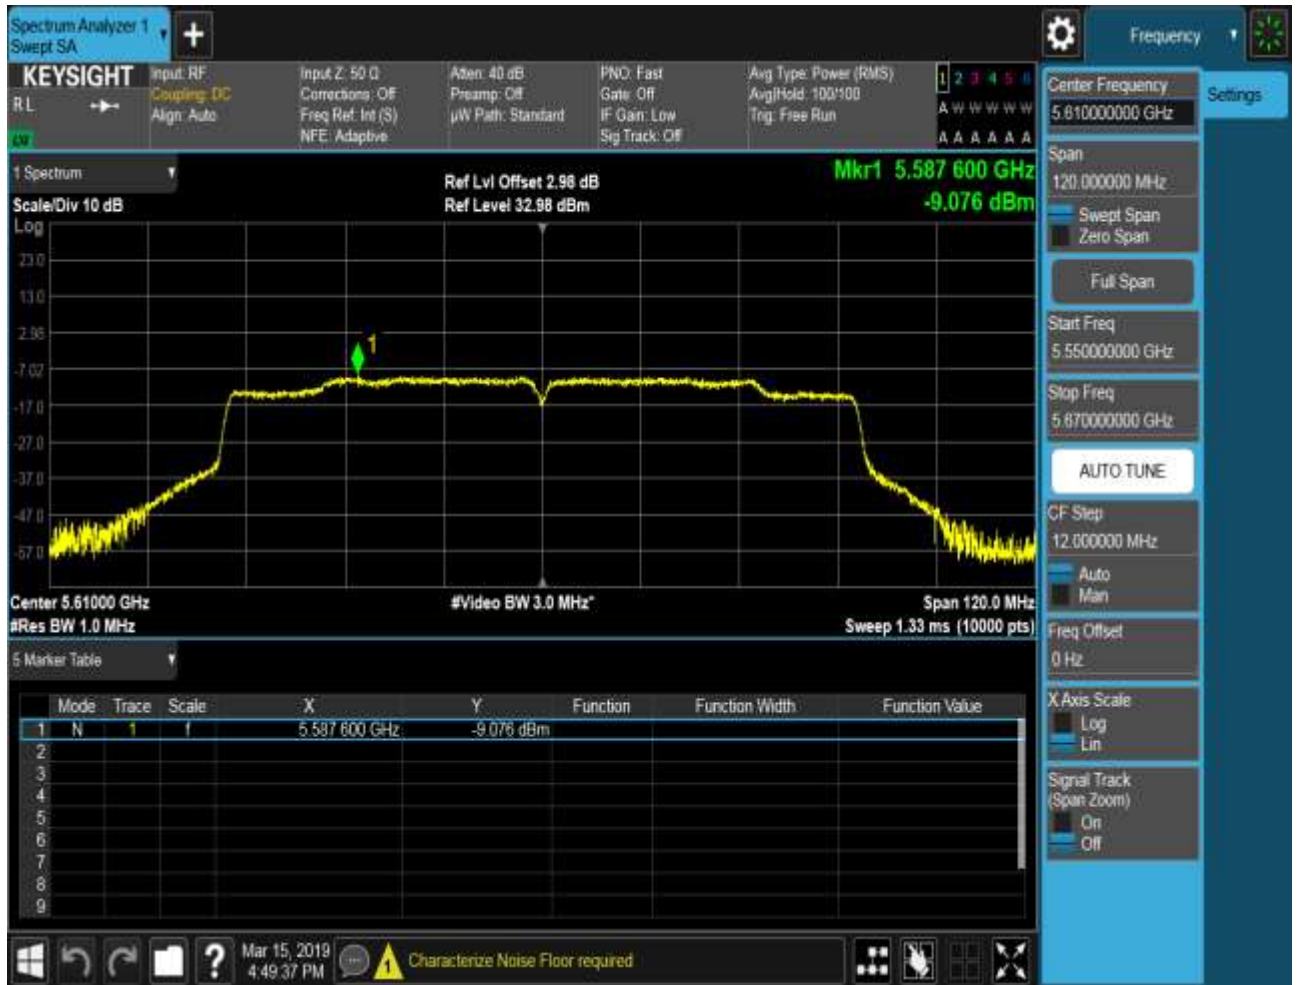 Spectrum Analyzer 1
Swept SA
+
Frequency
KEYSIGHT
RL
Input: RF
Coupling: DC
Align: Auto
Input Z: 50 Ω
Corrections: Off
Freq Ref: Int (S)
NFE: Adaptive
Atten: 40 dB
Preamp: Off
µW Path: Standard
PNO: Fast
Gate: Off
IF Gain: Low
Sig Track: Off
Avg Type: Power (RMS)
Avg|Hold: 100/100
Trig: Free Run
1 2 3 4 5 6
A W W W W W
A A A A A A
1 Spectrum
Scale/Div 10 dB
Ref Lvl Offset 2.98 dB
Ref Level 32.98 dBm
Mkr1 5.587 600 GHz
-9.076 dBm
Log
23.0
13.0
2.98
-7.02
-17.0
-27.0
-37.0
-47.0
-57.0
1
Center 5.61000 GHz
#Res BW 1.0 MHz
#Video BW 3.0 MHz*
Span 120.0 MHz
Sweep 1.33 ms (10000 pts)
5 Marker Table
Mode Trace Scale X Y Function Function Width Function Value
1 N 1 f 5.587 600 GHz -9.076 dBm
2
3
4
5
6
7
8
9
Mar 15, 2019
4:49:37 PM
Characterize Noise Floor required
Center Frequency
5.610000000 GHz
Settings
Span
120.000000 MHz
Swept Span
Zero Span
Full Span
Start Freq
5.550000000 GHz
Stop Freq
5.670000000 GHz
AUTO TUNE
CF Step
12.000000 MHz
Auto
Man
Freq Offset
0 Hz
X Axis Scale
Log
Lin
Signal Track
(Span Zoom)
On
Off